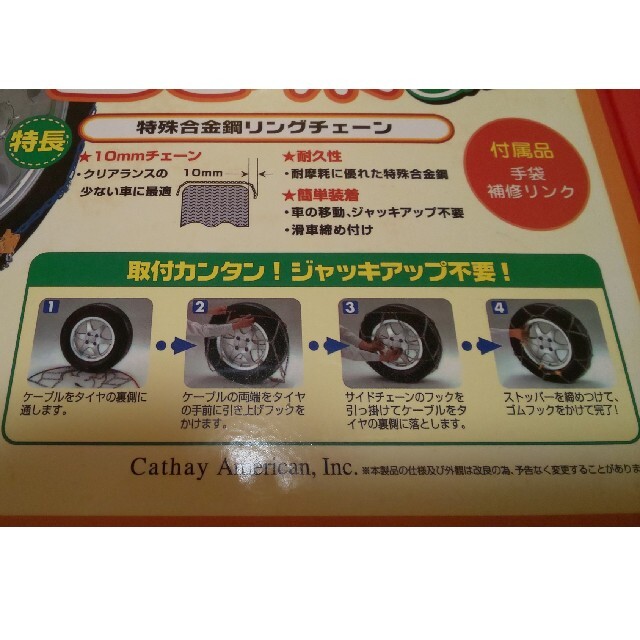 特長
特殊合金鋼リングチェーン
★10mmチェーン
・クリアランスの
少ない車に最適
10mm
★耐久性
・耐摩耗に優れた特殊合金鋼
★簡単装着
・車の移動、ジャッキアップ不要
・滑車締め付け
付属品
手袋
補修リンク
取付カンタン！ジャッキアップ不要！
1
ケーブルをタイヤの裏側に
通します。
2
ケーブルの両端をタイヤ
の手前に引き上げフックを
かけます。
3
サイドチェーンのフックを
引っ掛けてケーブルをタ
イヤの裏側に落とします。
4
ストッパーを締めつけて、
ゴムフックをかけて完了!
Cathay American, Inc. ※本製品の仕様及び外観は改良の為、予告なく変更することがありま